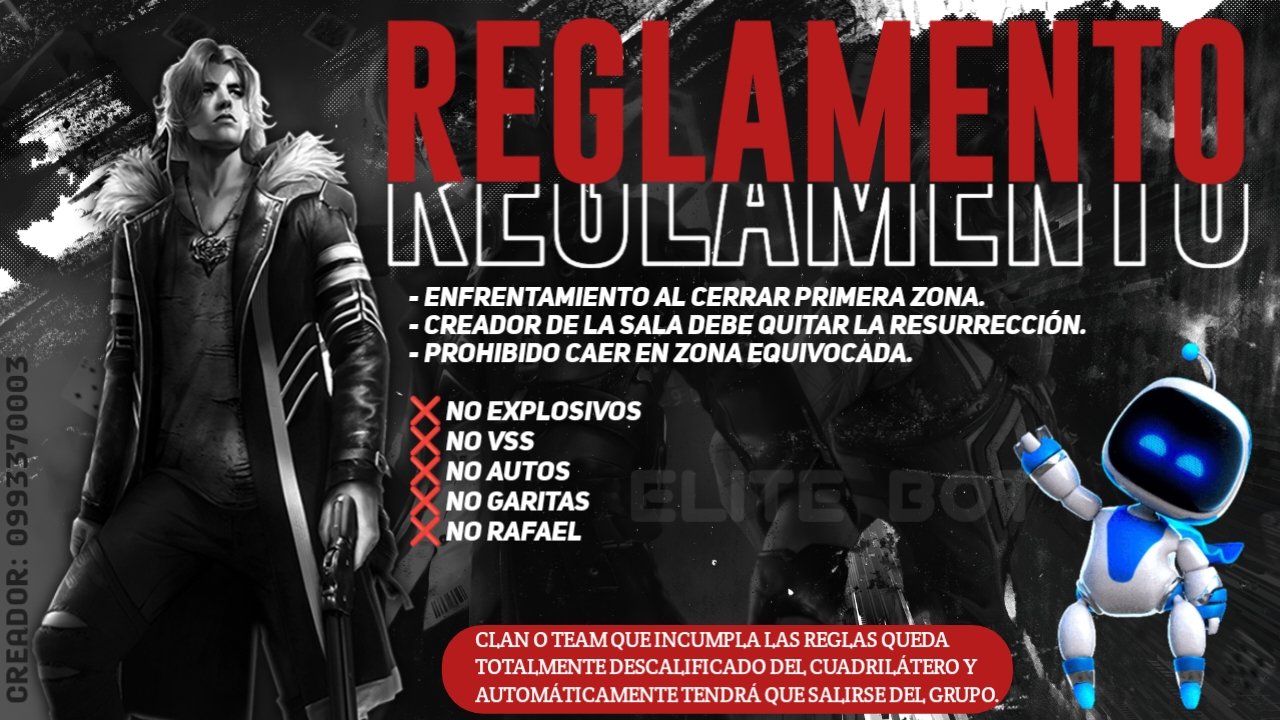 REGLAMENTO
REGLAMENTO
- ENFRENTAMIENTO AL CERRAR PRIMERA ZONA.
- CREADOR DE LA SALA DEBE QUITAR LA RESURRECCIÓN.
- PROHIBIDO CAER EN ZONA EQUIVOCADA.
❌ NO EXPLOSIVOS
❌ NO VSS
❌ NO AUTOS
❌ NO GARITAS
❌ NO RAFAEL
ELITE BOT
CLAN O TEAM QUE INCUMPLA LAS REGLAS QUEDA
TOTALMENTE DESCALIFICADO DEL CUADRILÁTERO Y
AUTOMÁTICAMENTE TENDRÁ QUE SALIRSE DEL GRUPO.
CREADOR: 0993700003